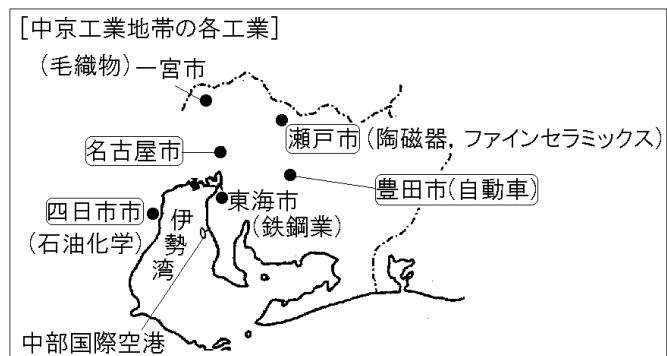 [中京工業地帯の各工業]
(毛織物)一宮市
瀬戸市(陶磁器,ファインセラミックス)
名古屋市
豊田市(自動車)
東海市
(鉄鋼業)
四日市市
(石油化学)
伊勢湾
中部国際空港